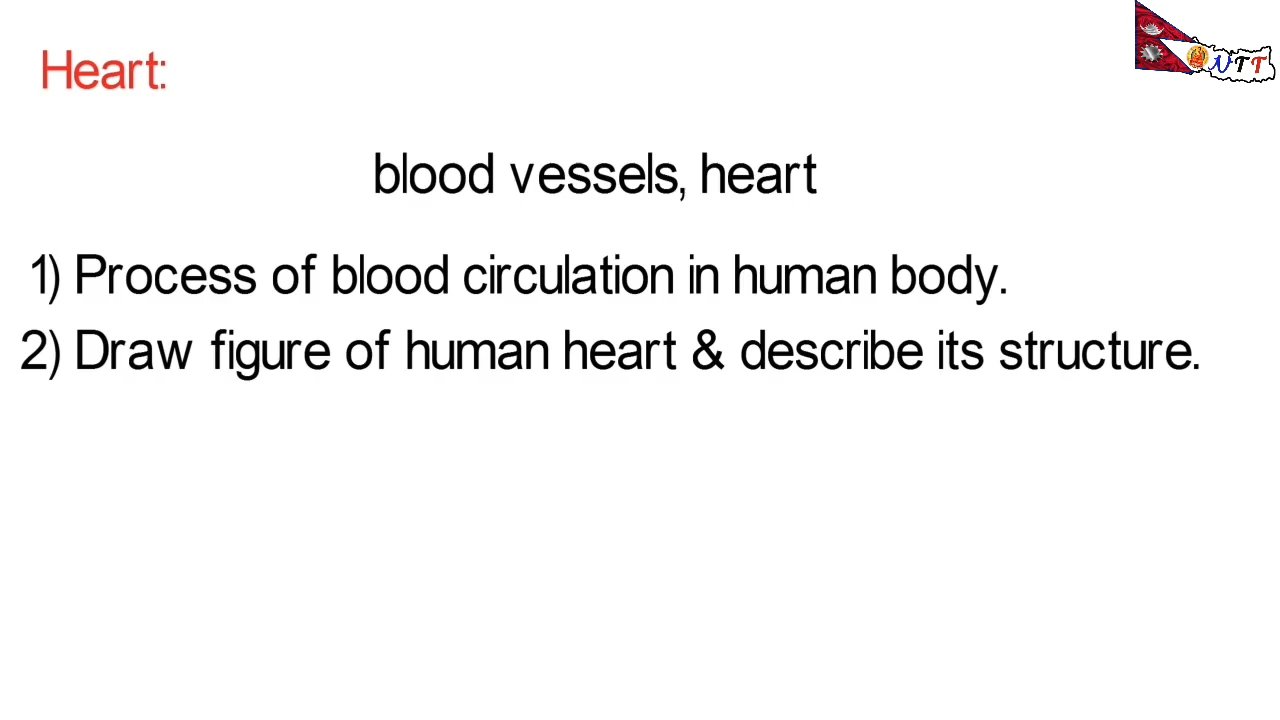 Heart:
NTT
blood vessels, heart
1) Process of blood circulation in human body.
2) Draw figure of human heart & describe its structure.